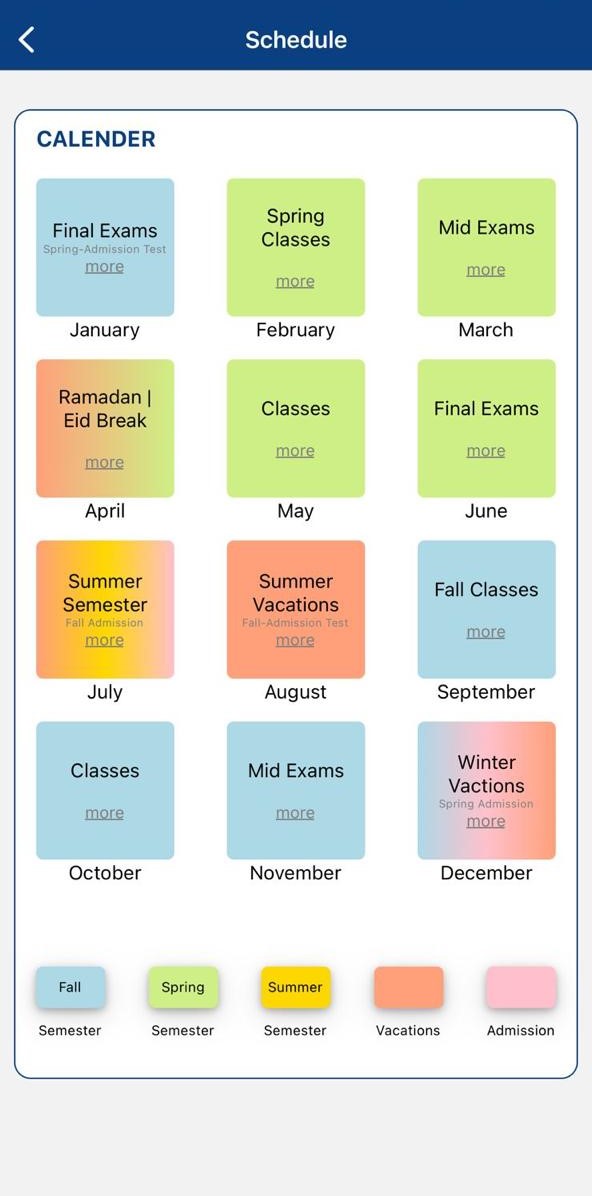 Schedule
CALENDER
Final Exams
Spring-Admission Test
more
January
Spring
Classes
more
February
Mid Exams
more
March
Ramadan |
Eid Break
more
April
Classes
more
May
Final Exams
more
June
Summer
Semester
Fall Admission
more
July
Summer
Vacations
Fall-Admission Test
more
August
Fall Classes
more
September
Classes
more
October
Mid Exams
more
November
Winter
Vactions
Spring Admission
more
December
Fall
Semester
Spring
Semester
Summer
Semester
Vacations
Admission